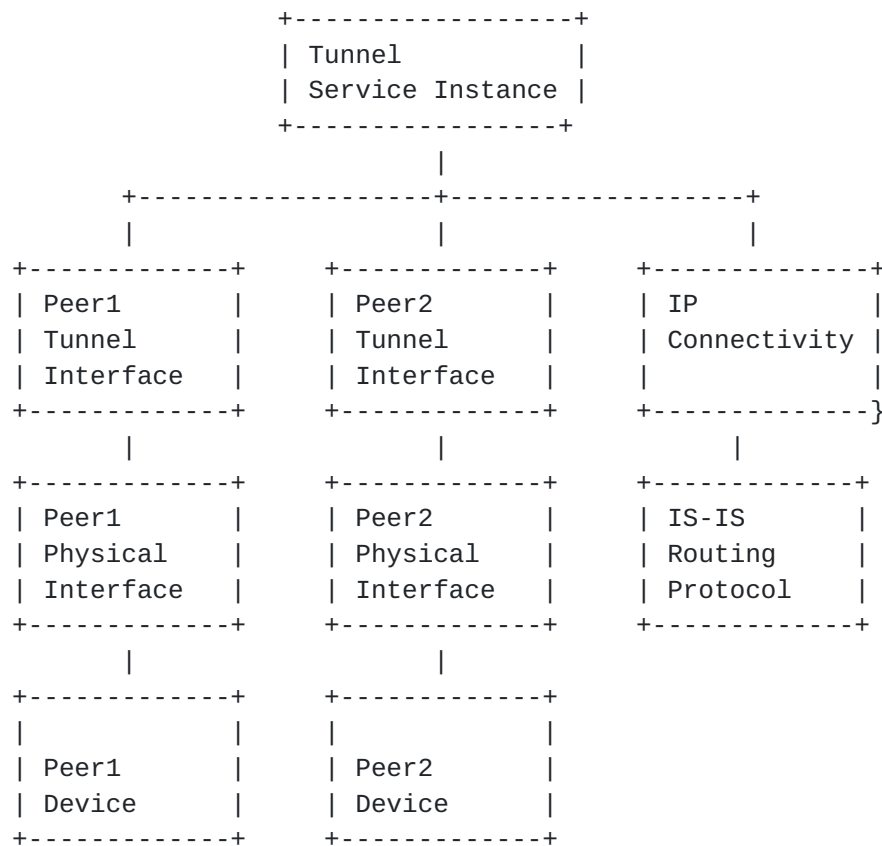 Tunnel
Service Instance
Peer1 Peer2 IP
Tunnel Tunnel Connectivity
Interface Interface
Peer1 Peer2 IS-IS
Physical Physical Routing
Interface Interface Protocol
Peer1 Peer2
Device Device